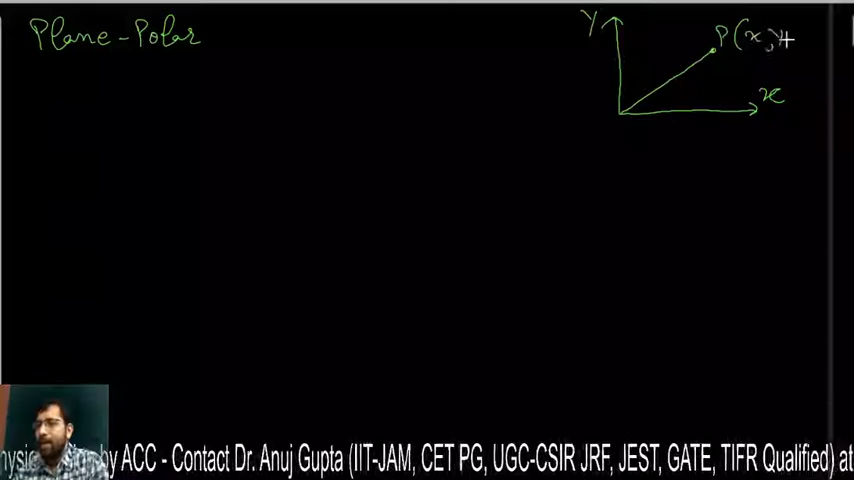 Plane-Polar
Y
P(x,y
x
by ACC - Contact Dr. Anuj Gupta (IIT-JAM, CET PG, UGC-CSIR JRF, JEST, GATE, TIFR Qualified) at